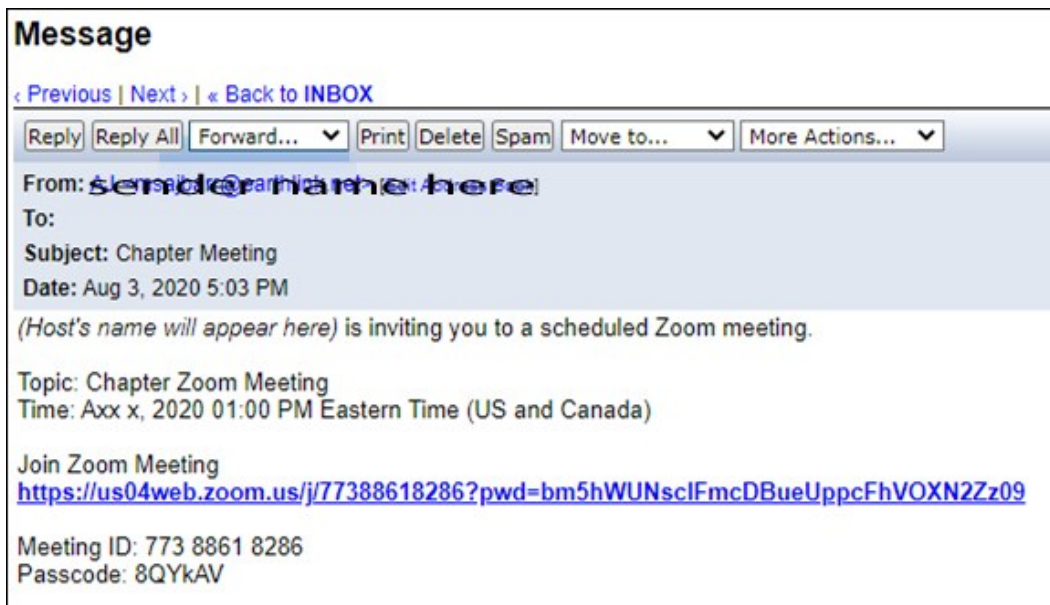 Message
‹ Previous | Next › | « Back to INBOX
Reply Reply All Forward... Print Delete Spam Move to... More Actions...
From: sender name here
To:
Subject: Chapter Meeting
Date: Aug 3, 2020 5:03 PM
(Host's name will appear here) is inviting you to a scheduled Zoom meeting.
Topic: Chapter Zoom Meeting
Time: Axx x, 2020 01:00 PM Eastern Time (US and Canada)
Join Zoom Meeting
https://us04web.zoom.us/j/77388618286?pwd=bm5hWUNsclFmcDBueUppcFhVOXN2Zz09
Meeting ID: 773 8861 8286
Passcode: 8QYkAV